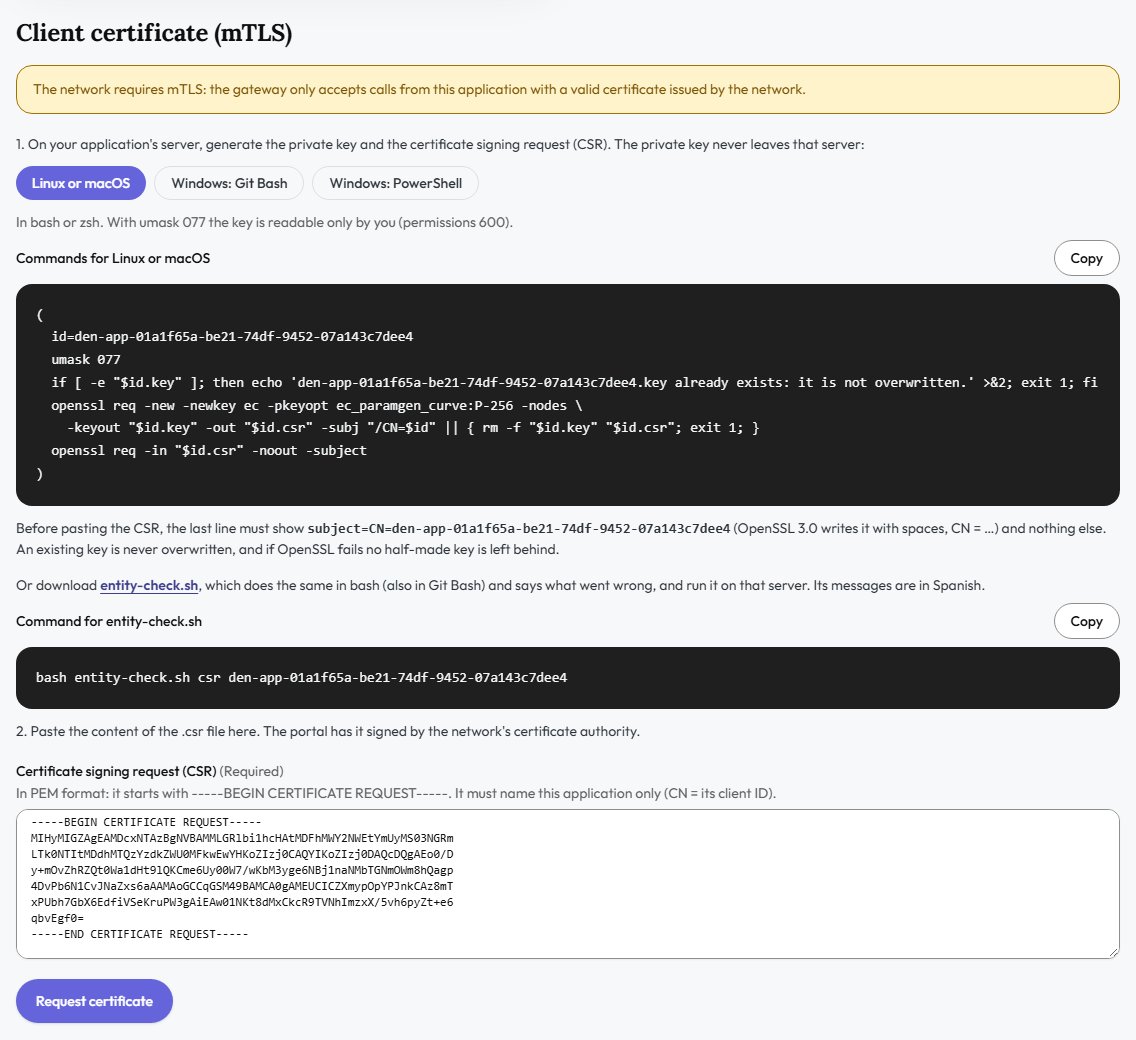 Client certificate (mTLS)
The network requires mTLS: the gateway only accepts calls from this application with a valid certificate issued by the network.
1. On your application's server, generate the private key and the certificate signing request (CSR). The private key never leaves that server:
Linux or macOS
Windows: Git Bash
Windows: PowerShell
In bash or zsh. With umask 077 the key is readable only by you (permissions 600).
Commands for Linux or macOS
Copy
(
  id=den-app-01a1f65a-be21-74df-9452-07a143c7dee4
  umask 077
  if [ -e "$id.key" ]; then echo 'den-app-01a1f65a-be21-74df-9452-07a143c7dee4.key already exists: it is not overwritten.' >&2; exit 1; fi
  openssl req -new -newkey ec -pkeyopt ec_paramgen_curve:P-256 -nodes \
    -keyout "$id.key" -out "$id.csr" -subj "/CN=$id" || { rm -f "$id.key" "$id.csr"; exit 1; }
  openssl req -in "$id.csr" -noout -subject
)
Before pasting the CSR, the last line must show subject=CN=den-app-01a1f65a-be21-74df-9452-07a143c7dee4 (OpenSSL 3.0 writes it with spaces, CN = ...) and nothing else.
An existing key is never overwritten, and if OpenSSL fails no half-made key is left behind.
Or download entity-check.sh, which does the same in bash (also in Git Bash) and says what went wrong, and run it on that server. Its messages are in Spanish.
Command for entity-check.sh
Copy
bash entity-check.sh csr den-app-01a1f65a-be21-74df-9452-07a143c7dee4
2. Paste the content of the .csr file here. The portal has it signed by the network's certificate authority.
Certificate signing request (CSR) (Required)
In PEM format: it starts with -----BEGIN CERTIFICATE REQUEST-----. It must name this application only (CN = its client ID).
-----BEGIN CERTIFICATE REQUEST-----
MIHyMIGZAgEAMDcxNTAzBgNVBAMMLGRlbi1hcHAtMDFhMWY2NWEtYmUyMS03NGRm
LTk0NTItMDdhMTQzYzdkZWU0MFkwEwYHKoZIzj0CAQYIKoZIzj0DAQcDQgAEo0/D
y+mOvZhRZQt0Wa1dHt9lQKCme6Uy00W7/wKbM3yge6NBj1naNMbTGNmOWm8hQagp
4DvPb6N1CvJNaZxs6aAAMAoGCCqGSM49BAMCA0gAMEUCICZXmypOpYPJnkCAz8mT
xPUbh7GbX6EdfiVSeKruPW3gAiEAw01NKt8dMxCkcR9TVNhImzxX/5vh6pyZt+e6
qbvEgf0=
-----END CERTIFICATE REQUEST-----
Request certificate